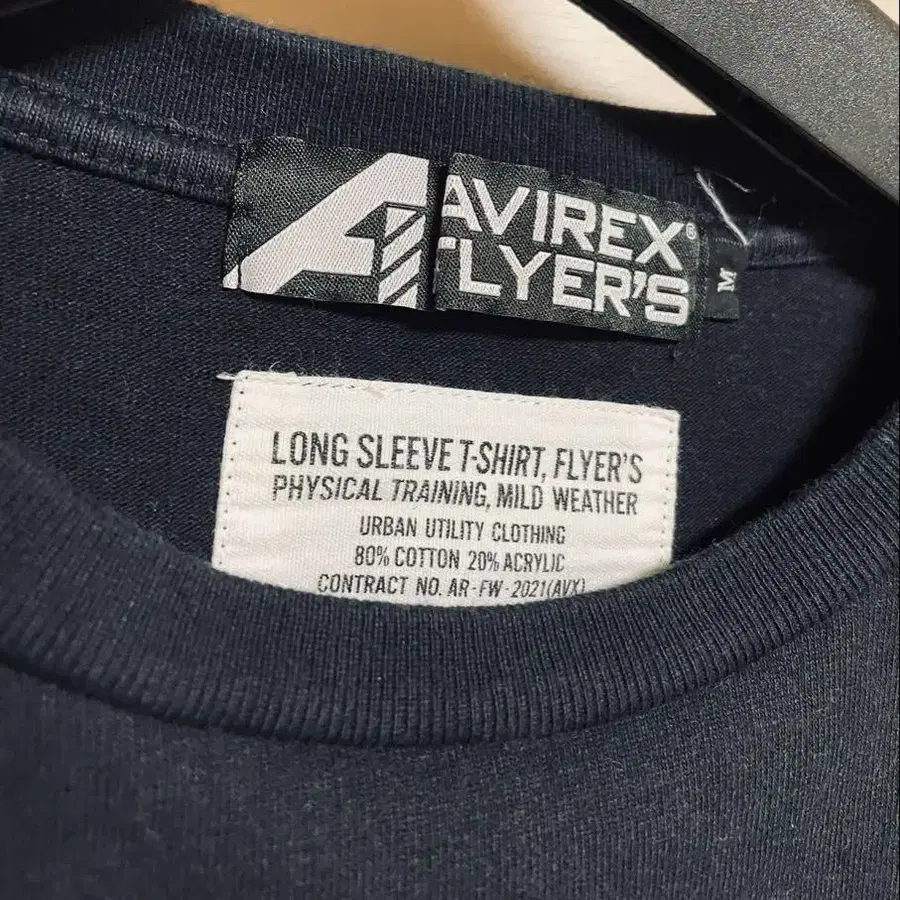 AVIREX®
FLYER'S
M
LONG SLEEVE T-SHIRT, FLYER'S
PHYSICAL TRAINING, MILD WEATHER
URBAN UTILITY CLOTHING
80% COTTON 20% ACRYLIC
CONTRACT NO. AR-FW-2021(AVX)